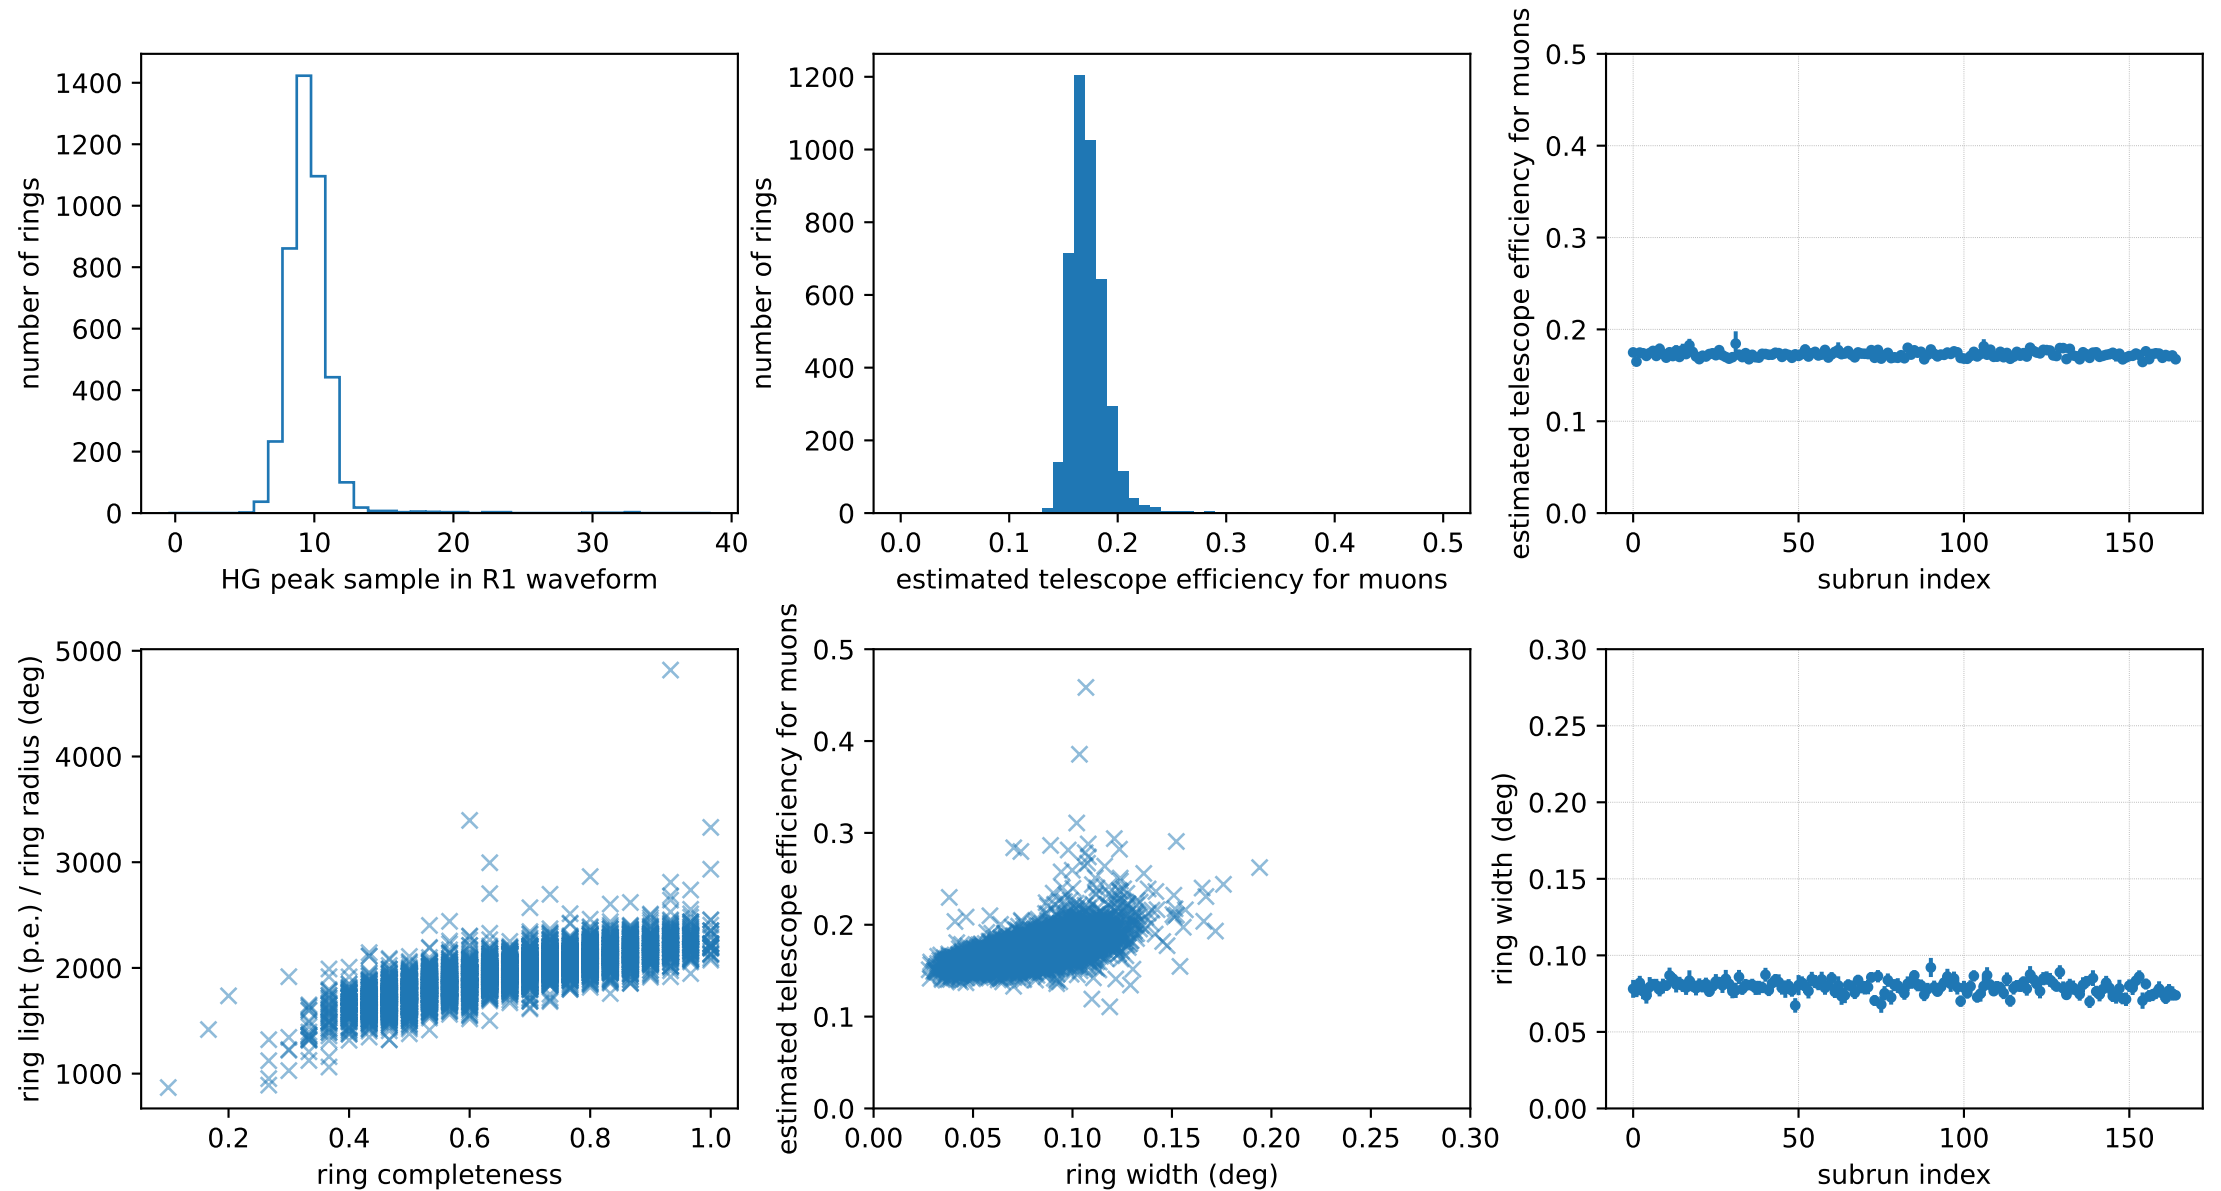 number of rings
1400
1200
1000
800
600
400
200
0
0 10 20 30 40
HG peak sample in R1 waveform
number of rings
1200
1000
800
600
400
200
0
0.0 0.1 0.2 0.3 0.4 0.5
estimated telescope efficiency for muons
estimated telescope efficiency for muons
0.5
0.4
0.3
0.2
0.1
0.0
0 50 100 150
subrun index
ring light (p.e.) / ring radius (deg)
5000
4000
3000
2000
1000
0.2 0.4 0.6 0.8 1.0
ring completeness
estimated telescope efficiency for muons
0.5
0.4
0.3
0.2
0.1
0.0
0.00 0.05 0.10 0.15 0.20 0.25 0.30
ring width (deg)
ring width (deg)
0.30
0.25
0.20
0.15
0.10
0.05
0.00
0 50 100 150
subrun index